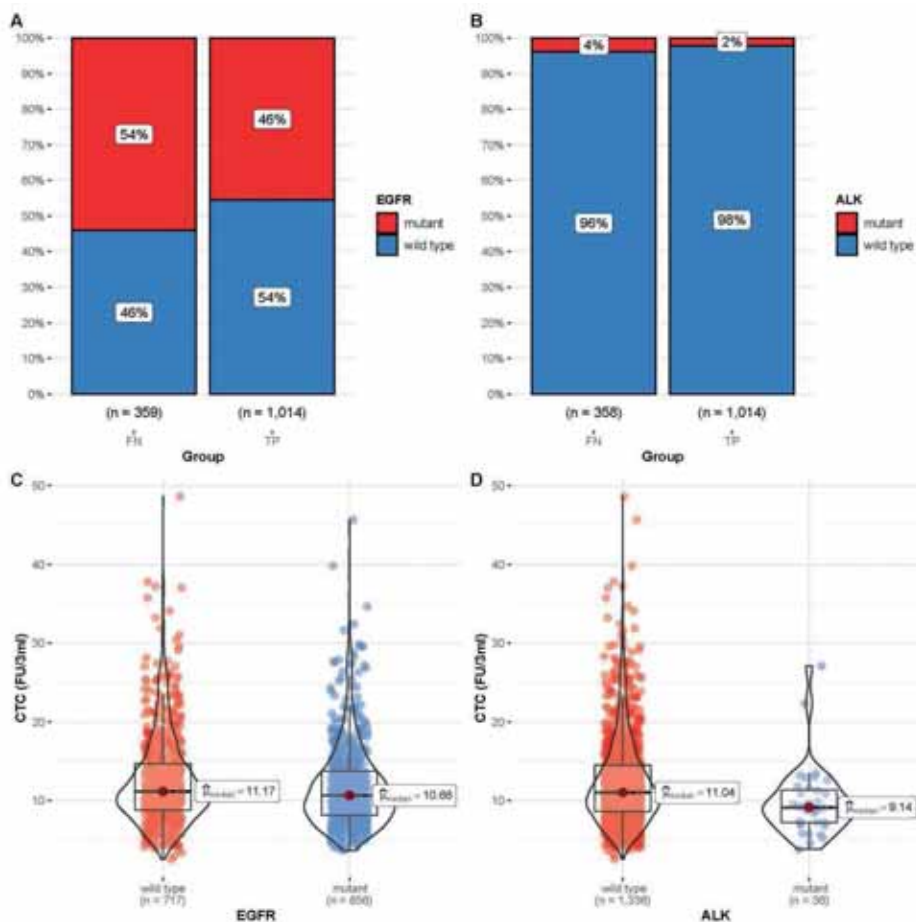 A
100%
90%
80%
70%
60%
50%
40%
30%
20%
10%
0%
54%
46%
46%
54%
(n = 359)
(n = 1,014)
FN
TP
Group
EGFR
mutant
wild type
B
100%
90%
80%
70%
60%
50%
40%
30%
20%
10%
0%
4%
2%
96%
98%
(n = 358)
(n = 1,014)
FN
TP
Group
ALK
mutant
wild type
C
50
40
30
20
10
CTC (FU/3ml)
μ̂median = 11.17
μ̂median = 10.66
wild type
(n = 717)
mutant
(n = 656)
EGFR
D
50
40
30
20
10
CTC (FU/3ml)
μ̂median = 11.04
μ̂median = 9.14
wild type
(n = 1,336)
mutant
(n = 36)
ALK